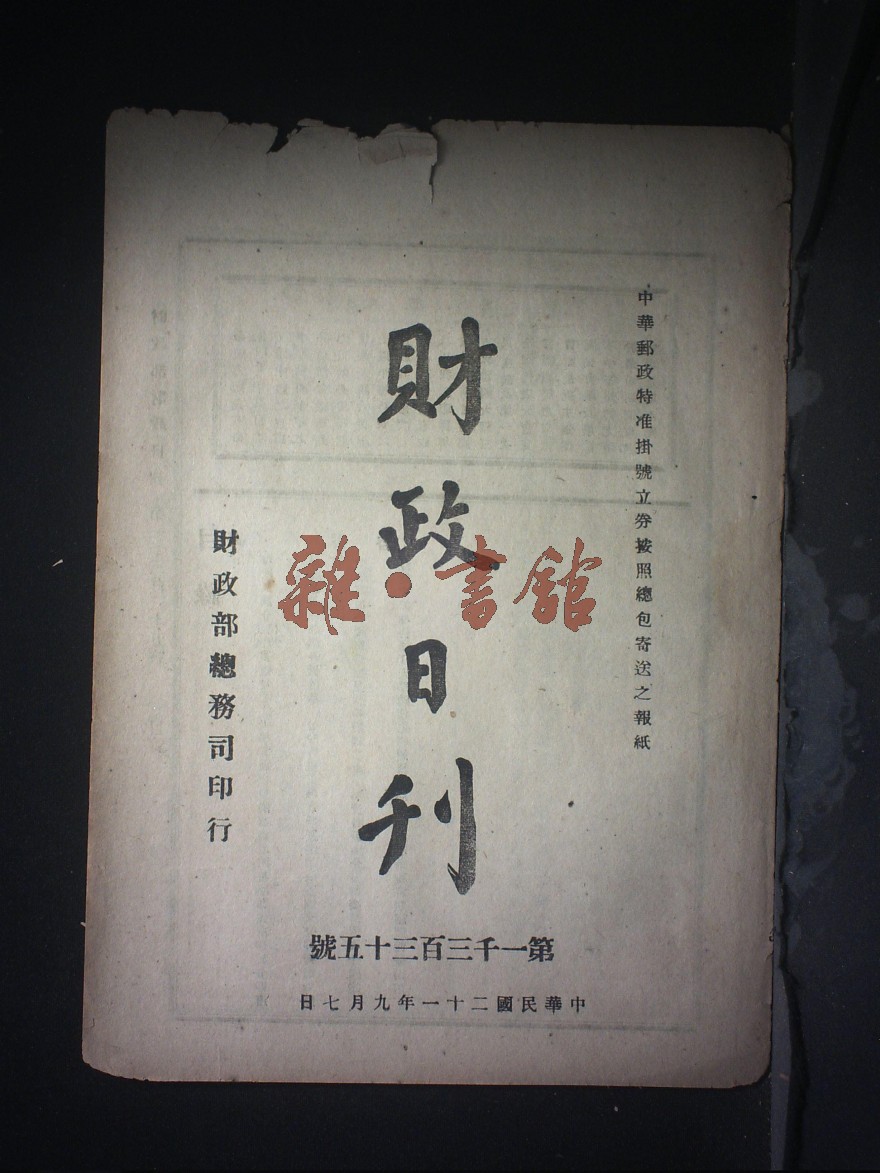 中華郵政特准掛號立券按照總包寄送之報紙
財政日刊
雜·書館
財政部總務司印行
第一千三百三十五號
中華民國二十一年九月七日